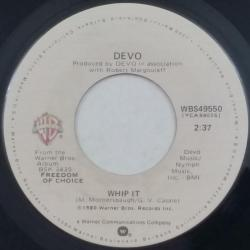 DEVO
Produced by DEVO in association
with Robert Margouleff
WBS49550
2:37
From the
Warner Bros.
Album
BSK 3435
FREEDOM
OF CHOICE
Devo
Music/
Nymph
Music,
Inc. - BMI
WHIP IT
(M. Mothersbaugh/G. V. Casale)
©1980 Warner Bros. Records Inc.
a Warner Communications Company